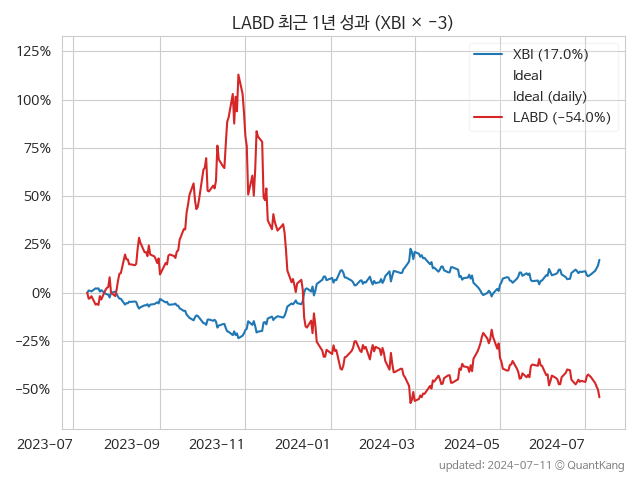 LABD 최근 1년 성과 (XBI × −3)
125%
100%
75%
50%
25%
0%
−25%
−50%
XBI (17.0%)
Ideal
Ideal (daily)
LABD (−54.0%)
2023-07
2023-09
2023-11
2024-01
2024-03
2024-05
2024-07
updated: 2024-07-11 © QuantKang